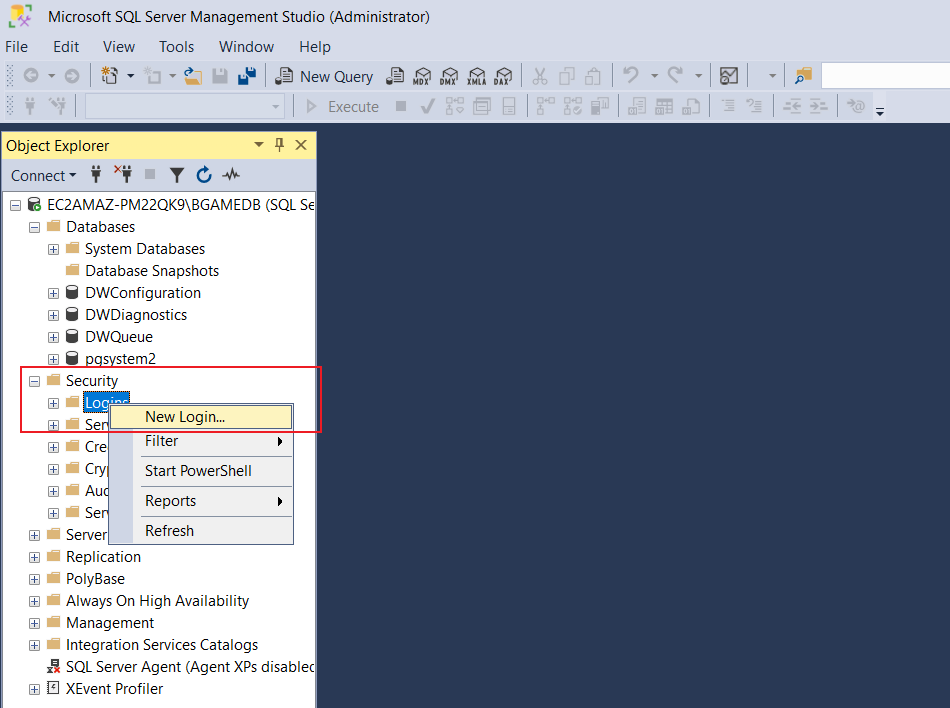 Microsoft SQL Server Management Studio (Administrator)
File Edit View Tools Window Help
New Query MDX DMX XMLA DAX
Execute
Object Explorer
Connect
EC2AMAZ-PM22QK9\BGAMEDB (SQL Se
Databases
System Databases
Database Snapshots
DWConfiguration
DWDiagnostics
DWQueue
pgsystem2
Security
Logins
New Login...
Ser
Filter
Cre
Cry
Start PowerShell
Aud
Reports
Ser
Refresh
Server
Replication
PolyBase
Always On High Availability
Management
Integration Services Catalogs
SQL Server Agent (Agent XPs disabled
XEvent Profiler